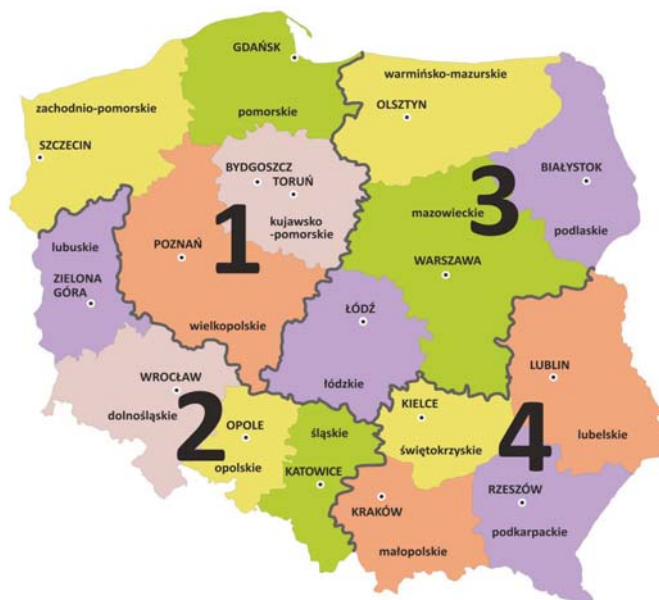 GDAŃSK
pomorskie
zachodnio-pomorskie
SZCZECIN
warmińsko-mazurskie
OLSZTYN
BYDGOSZCZ
TORUŃ
kujawsko
-pomorskie
1
POZNAŃ
wielkopolskie
3
BIAŁYSTOK
podlaskie
mazowieckie
WARSZAWA
lubuskie
ZIELONA
GÓRA
ŁÓDŹ
łódzkie
WROCŁAW
dolnośląskie
2
OPOLE
opolskie
śląskie
KATOWICE
KIELCE
świętokrzyskie
4
LUBLIN
lubelskie
KRAKÓW
małopolskie
RZESZÓW
podkarpackie